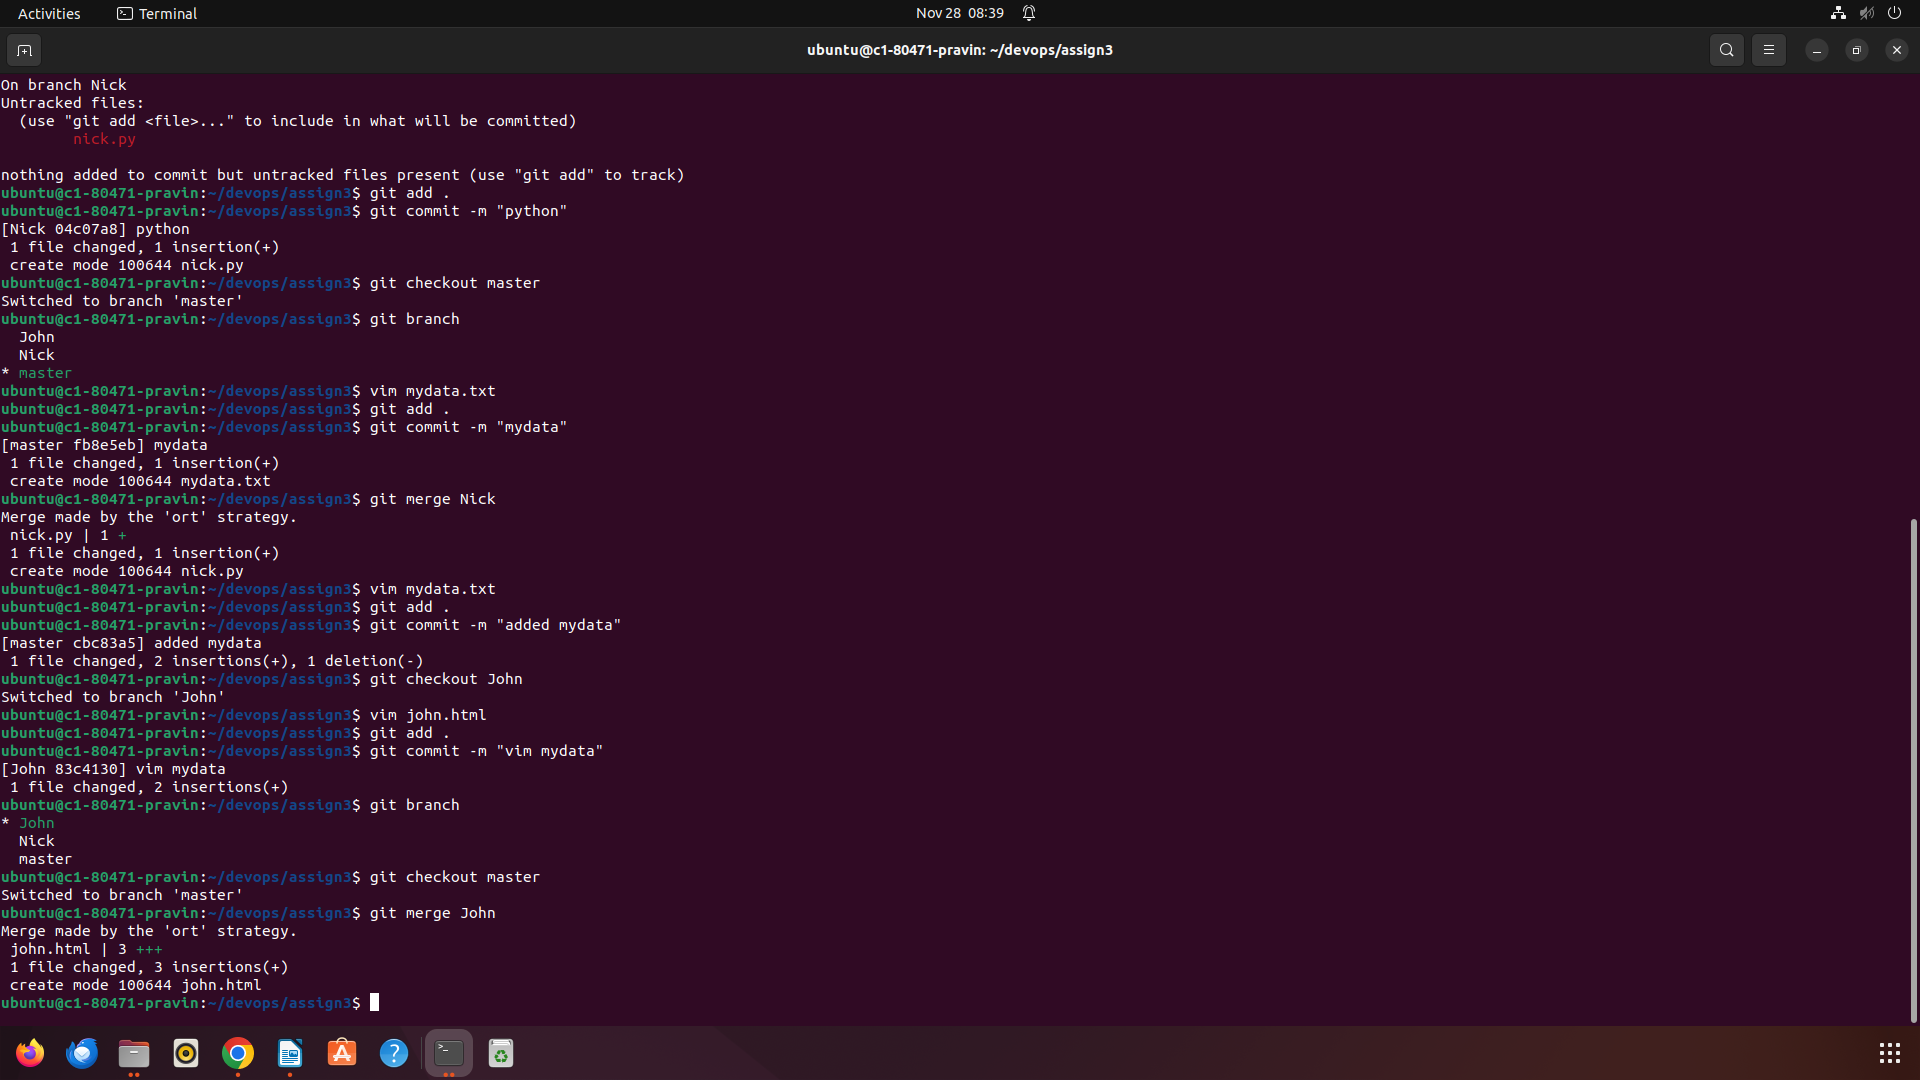 Activities
Terminal
Nov 28 08:39
ubuntu@c1-80471-pravin: ~/devops/assign3
On branch Nick
Untracked files:
  (use "git add <file>..." to include in what will be committed)
        nick.py

nothing added to commit but untracked files present (use "git add" to track)
ubuntu@c1-80471-pravin:~/devops/assign3$ git add .
ubuntu@c1-80471-pravin:~/devops/assign3$ git commit -m "python"
[Nick 04c07a8] python
 1 file changed, 1 insertion(+)
 create mode 100644 nick.py
ubuntu@c1-80471-pravin:~/devops/assign3$ git checkout master
Switched to branch 'master'
ubuntu@c1-80471-pravin:~/devops/assign3$ git branch
  John
  Nick
* master
ubuntu@c1-80471-pravin:~/devops/assign3$ vim mydata.txt
ubuntu@c1-80471-pravin:~/devops/assign3$ git add .
ubuntu@c1-80471-pravin:~/devops/assign3$ git commit -m "mydata"
[master fb8e5eb] mydata
 1 file changed, 1 insertion(+)
 create mode 100644 mydata.txt
ubuntu@c1-80471-pravin:~/devops/assign3$ git merge Nick
Merge made by the 'ort' strategy.
 nick.py | 1 +
 1 file changed, 1 insertion(+)
 create mode 100644 nick.py
ubuntu@c1-80471-pravin:~/devops/assign3$ vim mydata.txt
ubuntu@c1-80471-pravin:~/devops/assign3$ git add .
ubuntu@c1-80471-pravin:~/devops/assign3$ git commit -m "added mydata"
[master cbc83a5] added mydata
 1 file changed, 2 insertions(+), 1 deletion(-)
ubuntu@c1-80471-pravin:~/devops/assign3$ git checkout John
Switched to branch 'John'
ubuntu@c1-80471-pravin:~/devops/assign3$ vim john.html
ubuntu@c1-80471-pravin:~/devops/assign3$ git add .
ubuntu@c1-80471-pravin:~/devops/assign3$ git commit -m "vim mydata"
[John 83c4130] vim mydata
 1 file changed, 2 insertions(+)
ubuntu@c1-80471-pravin:~/devops/assign3$ git branch
* John
  Nick
  master
ubuntu@c1-80471-pravin:~/devops/assign3$ git checkout master
Switched to branch 'master'
ubuntu@c1-80471-pravin:~/devops/assign3$ git merge John
Merge made by the 'ort' strategy.
 john.html | 3 +++
 1 file changed, 3 insertions(+)
 create mode 100644 john.html
ubuntu@c1-80471-pravin:~/devops/assign3$